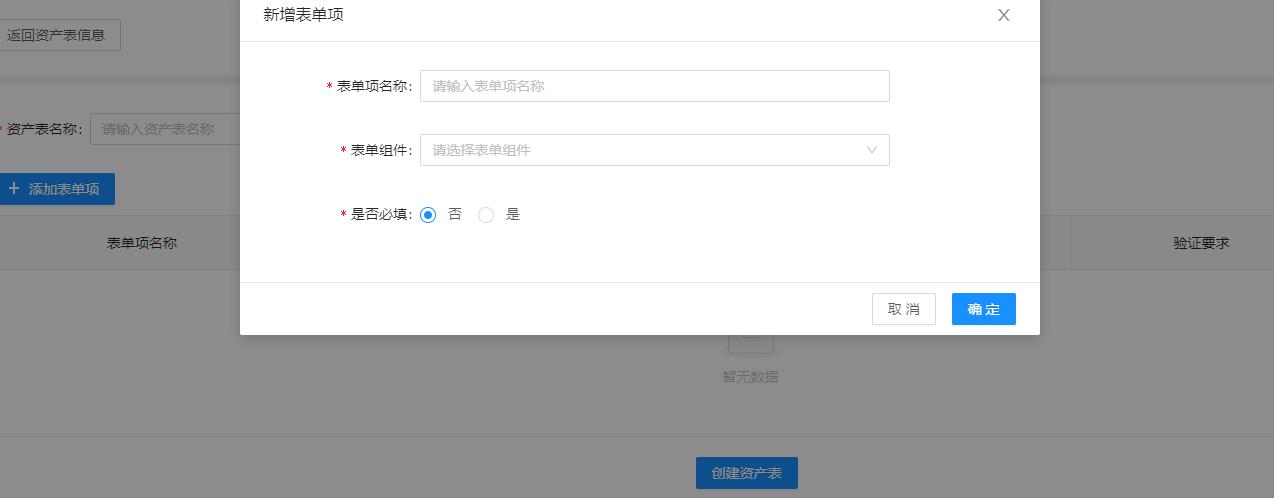 新增表单项
返回资产表信息
* 表单项名称: 请输入表单项名称
* 资产表名称: 请输入资产表名称
* 表单组件: 请选择表单组件
+ 添加表单项
* 是否必填: 否 是
表单项名称 验证要求
取 消 确 定
暂无数据
创建资产表